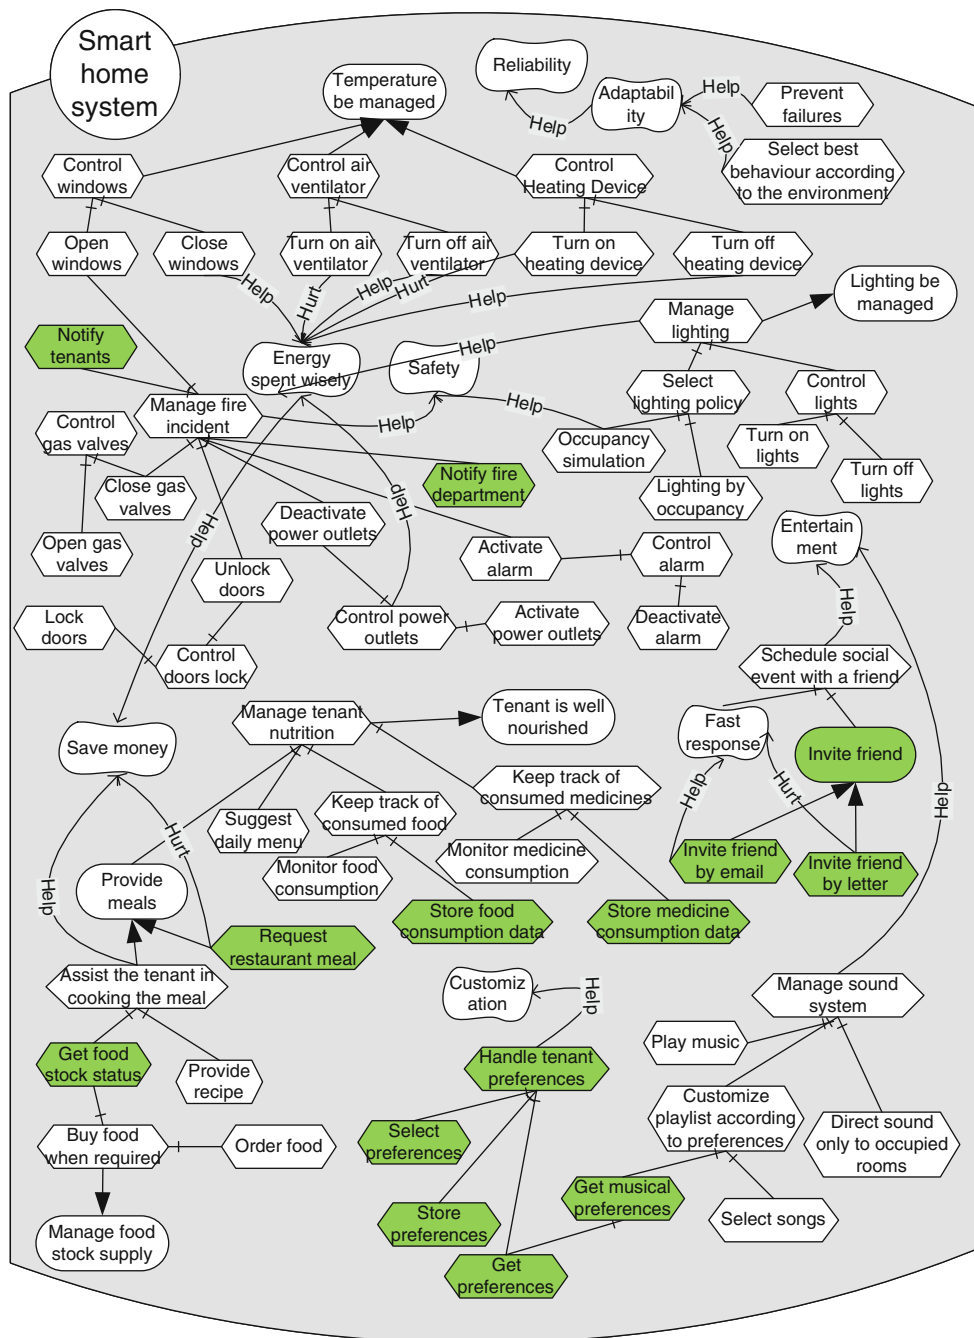 Smart
home
system
Temperature
be managed
Reliability
Adaptabil
ity
Help
Help
Help
Prevent
failures
Select best
behaviour according
to the environment
Control
windows
Control air
ventilator
Control
Heating Device
Open
windows
Close
windows
Turn on air
ventilator
Turn off air
ventilator
Turn on
heating device
Turn off
heating device
Help
Hurt
Help
Hurt
Help
Lighting be
managed
Manage
lighting
Notify
tenants
Energy
spent wisely
Help
Safety
Select
lighting policy
Control
lights
Manage fire
incident
Help
Help
Control
gas valves
Occupancy
simulation
Turn on
lights
Turn off
lights
Close gas
valves
Notify fire
department
Lighting by
occupancy
Help
Help
Deactivate
power outlets
Open gas
valves
Unlock
doors
Activate
alarm
Control
alarm
Entertain
ment
Help
Lock
doors
Control power
outlets
Activate
power outlets
Deactivate
alarm
Control
doors lock
Schedule social
event with a friend
Manage tenant
nutrition
Tenant is well
nourished
Save money
Fast
response
Invite friend
Help
Hurt
Help
Keep track of
consumed medicines
Keep track of
consumed food
Suggest
daily menu
Hurt
Help
Monitor food
consumption
Monitor medicine
consumption
Invite friend
by email
Invite friend
by letter
Provide
meals
Store food
consumption data
Store medicine
consumption data
Request
restaurant meal
Assist the tenant in
cooking the meal
Customiz
ation
Help
Manage sound
system
Get food
stock status
Provide
recipe
Handle tenant
preferences
Play music
Customize
playlist according
to preferences
Direct sound
only to occupied
rooms
Buy food
when required
Order food
Select
preferences
Get musical
preferences
Select songs
Store
preferences
Manage food
stock supply
Get
preferences